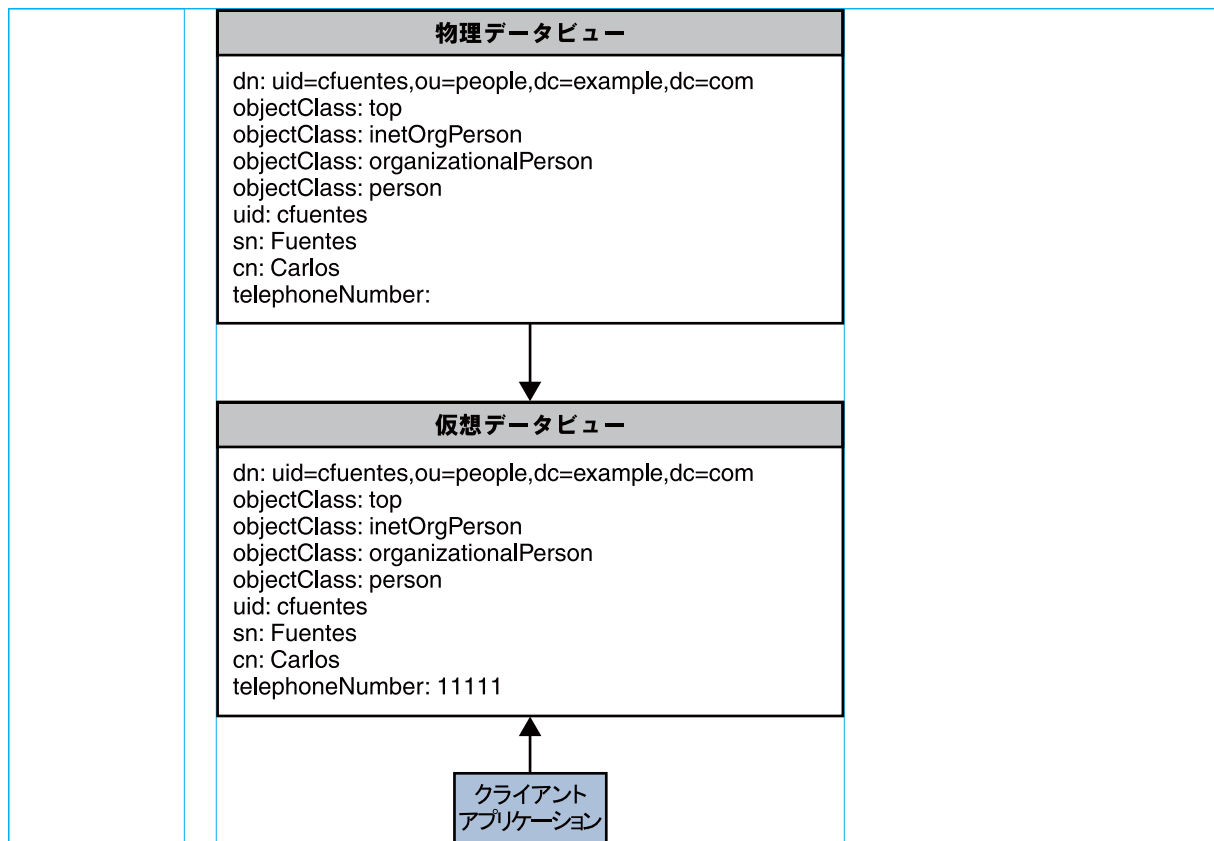 物理データビュー
dn: uid=cfuentes,ou=people,dc=example,dc=com
objectClass: top
objectClass: inetOrgPerson
objectClass: organizationalPerson
objectClass: person
uid: cfuentes
sn: Fuentes
cn: Carlos
telephoneNumber:
仮想データビュー
dn: uid=cfuentes,ou=people,dc=example,dc=com
objectClass: top
objectClass: inetOrgPerson
objectClass: organizationalPerson
objectClass: person
uid: cfuentes
sn: Fuentes
cn: Carlos
telephoneNumber: 11111
クライアント
アプリケーション